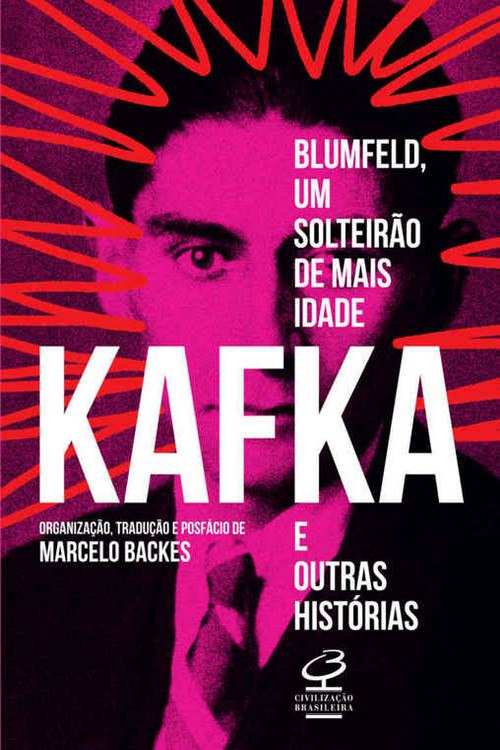 BLUMFELD,
UM
SOLTEIRÃO
DE MAIS
IDADE
KAFKA
ORGANIZAÇÃO, TRADUÇÃO E POSFÁCIO DE
MARCELO BACKES
E
OUTRAS
HISTÓRIAS
CIVILIZAÇÃO
BRASILEIRA